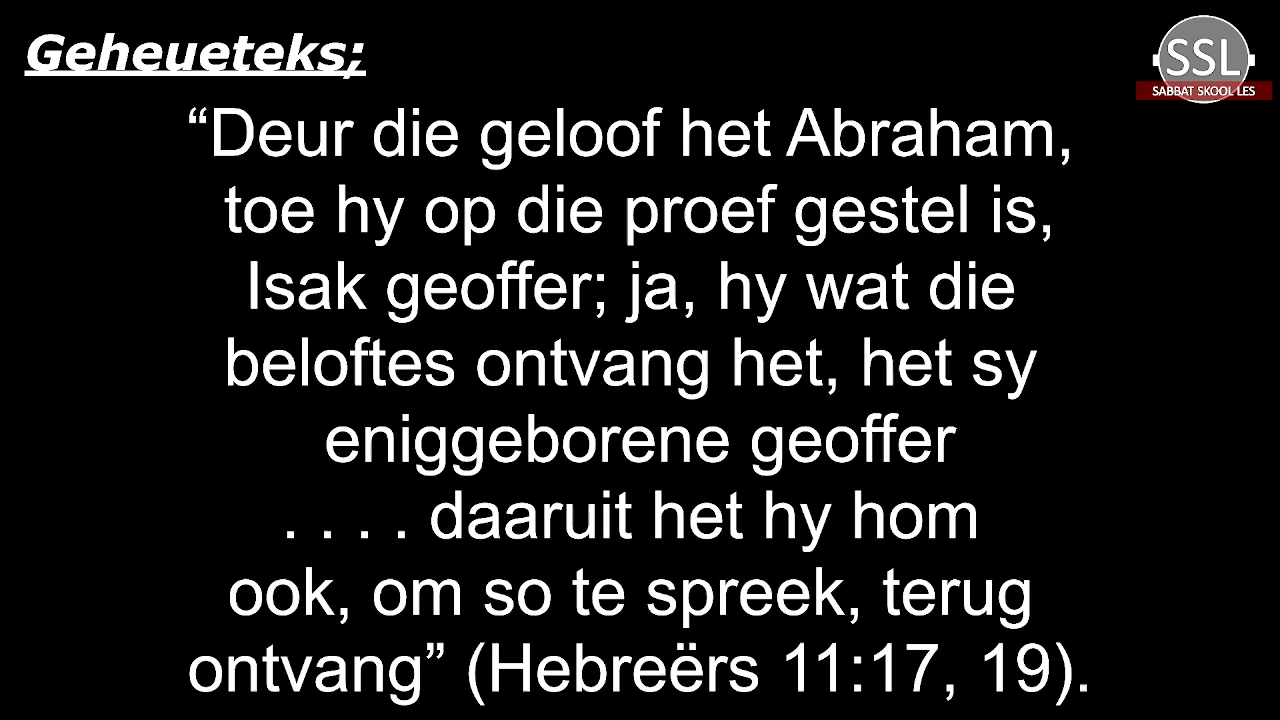 Geheueteks;
SSL
SABBAT SKOOL LES
“Deur die geloof het Abraham,
toe hy op die proef gestel is,
Isak geoffer; ja, hy wat die
beloftes ontvang het, het sy
eniggeborene geoffer
. . . . daaruit het hy hom
ook, om so te spreek, terug
ontvang” (Hebreërs 11:17, 19).